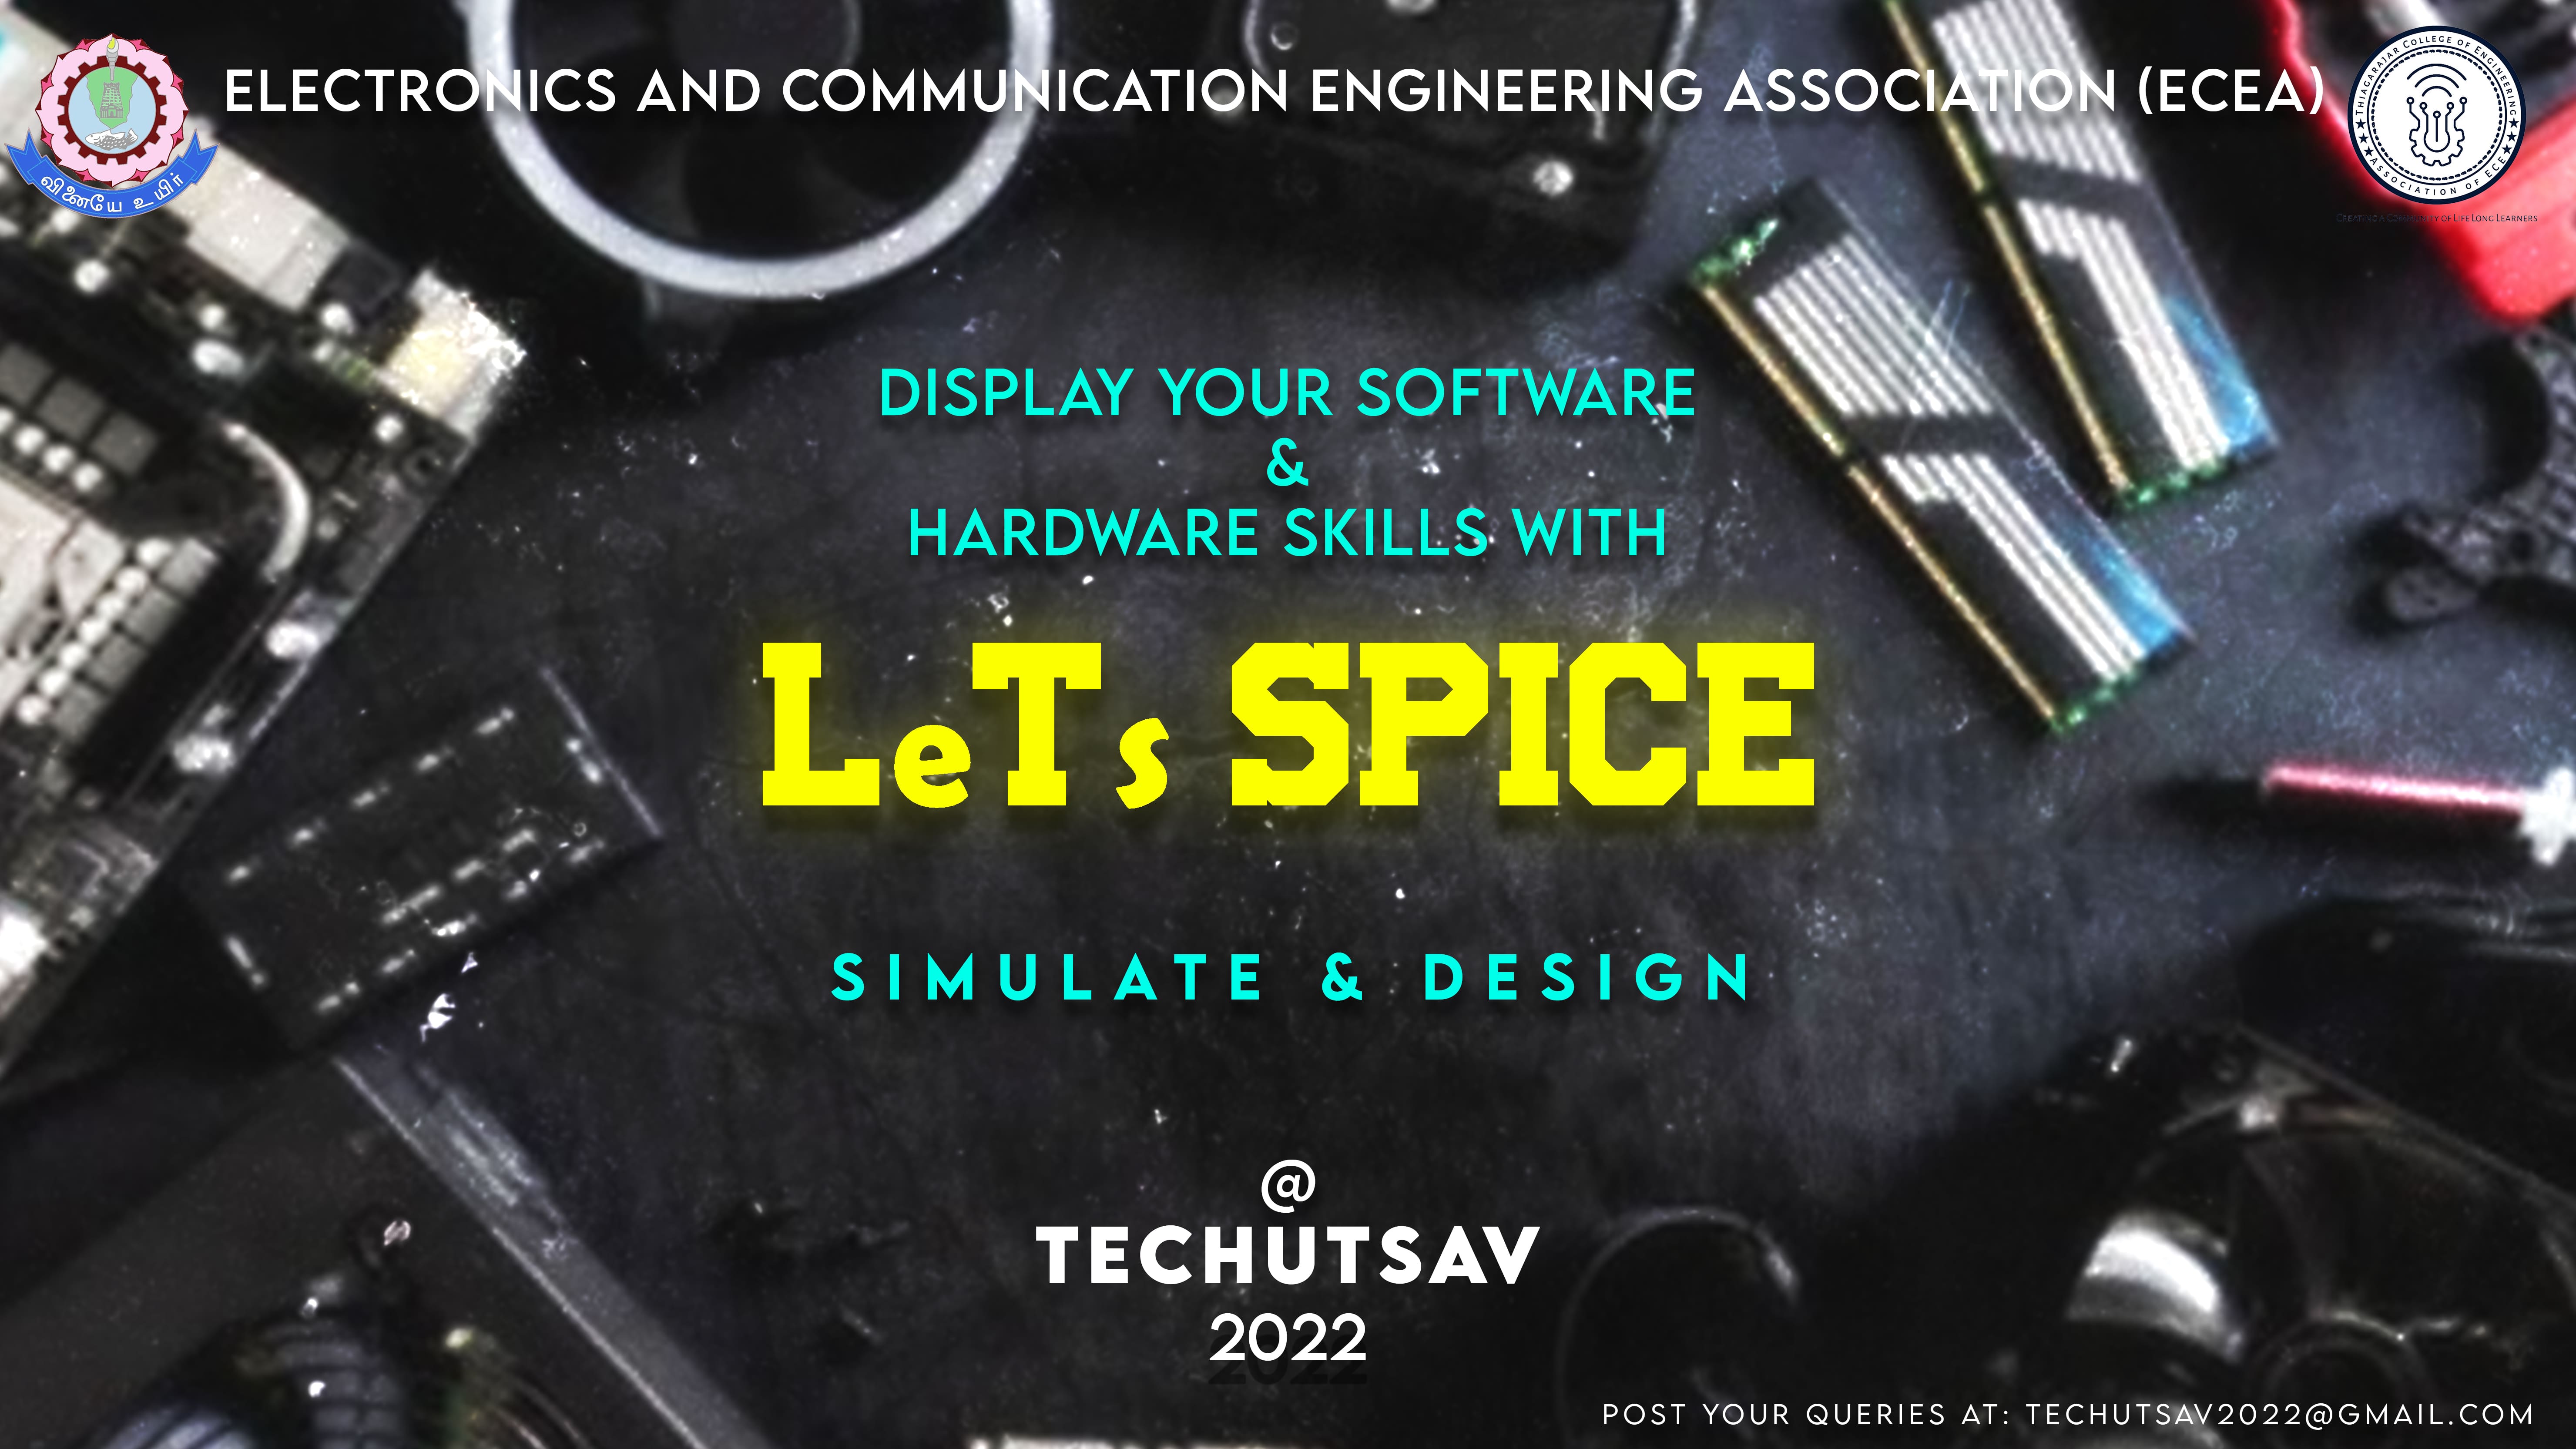 ELECTRONICS AND COMMUNICATION ENGINEERING ASSOCIATION (ECEA)
வினையே உயிர்
THIAGARAJAR COLLEGE OF ENGINEERING
ASSOCIATION OF ECE
CREATING A COMMUNITY OF LIFE LONG LEARNERS
DISPLAY YOUR SOFTWARE
&
HARDWARE SKILLS WITH
LeTs SPICE
SIMULATE & DESIGN
@
TECHUTSAV
2022
POST YOUR QUERIES AT: TECHUTSAV2022@GMAIL.COM